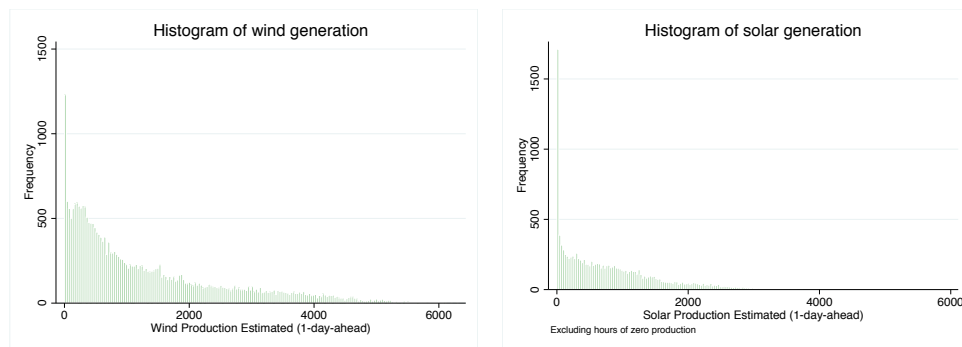 Histogram of wind generation
1500
1000
500
0
Frequency
0 2000 4000 6000
Wind Production Estimated (1-day-ahead)
Histogram of solar generation
1500
1000
500
0
Frequency
0 2000 4000 6000
Solar Production Estimated (1-day-ahead)
Excluding hours of zero production